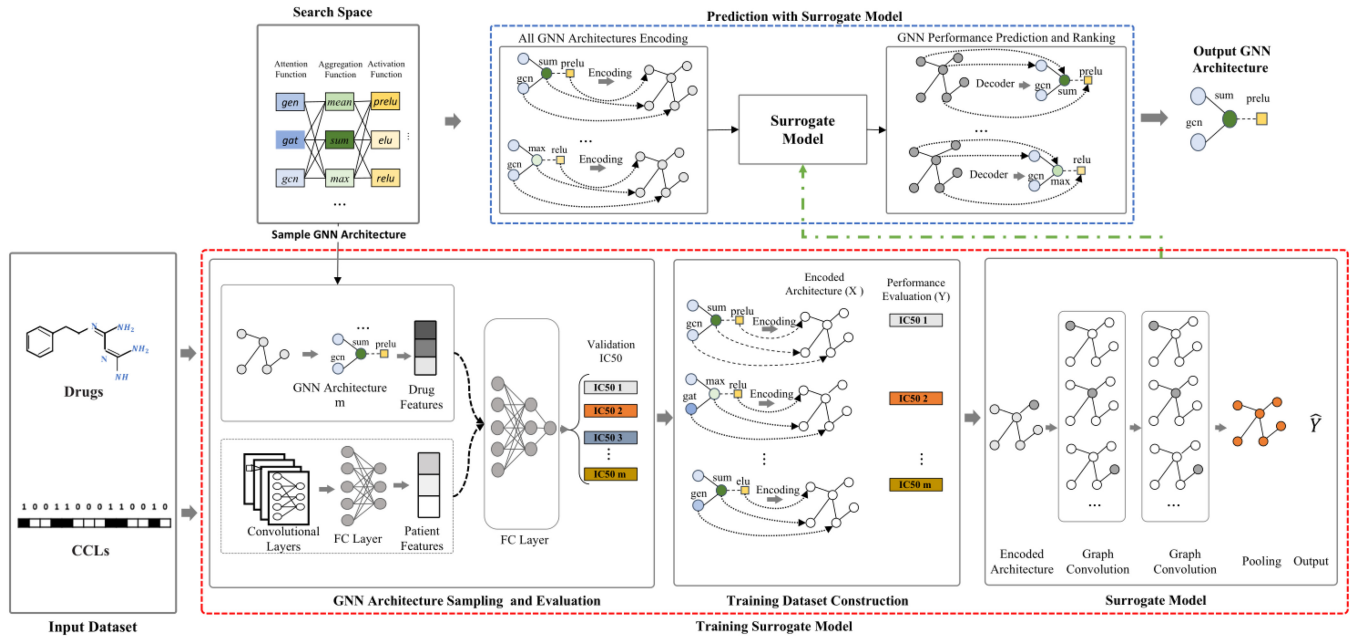 Search Space
Attention Function
Aggregation Function
Activation Function
gen
mean
prelu
gat
sum
elu
⋮
gcn
max
relu
...
Sample GNN Architecture
Prediction with Surrogate Model
All GNN Architectures Encoding
sum
prelu
gcn
Encoding
...
max
relu
gcn
Encoding
Surrogate
Model
GNN Performance Prediction and Ranking
Decoder
gcn
sum
prelu
...
Decoder
gcn
max
relu
Output GNN
Architecture
sum
prelu
gcn
N
NH2
NH2
N
NH
Drugs
1 0 0 1 1 0 0 1 1 0 1 0
CCLs
Input Dataset
...
sum
prelu
gcn
GNN Architecture
m
Drug
Features
Convolutional
Layers
FC Layer
Patient
Features
FC Layer
Validation
IC50
IC50 1
IC50 2
IC50 3
⋮
IC50 m
GNN Architecture Sampling and Evaluation
Encoded
Architecture (X )
Performance
Evaluation (Y)
sum
prelu
gcn
Encoding
IC50 1
max
relu
gat
Encoding
IC50 2
⋮
⋮
sum
elu
gen
Encoding
IC50 m
Training Dataset Construction
...
...
Ŷ
Encoded
Architecture
Graph
Convolution
Graph
Convolution
Pooling
Output
Surrogate Model
Training Surrogate Model